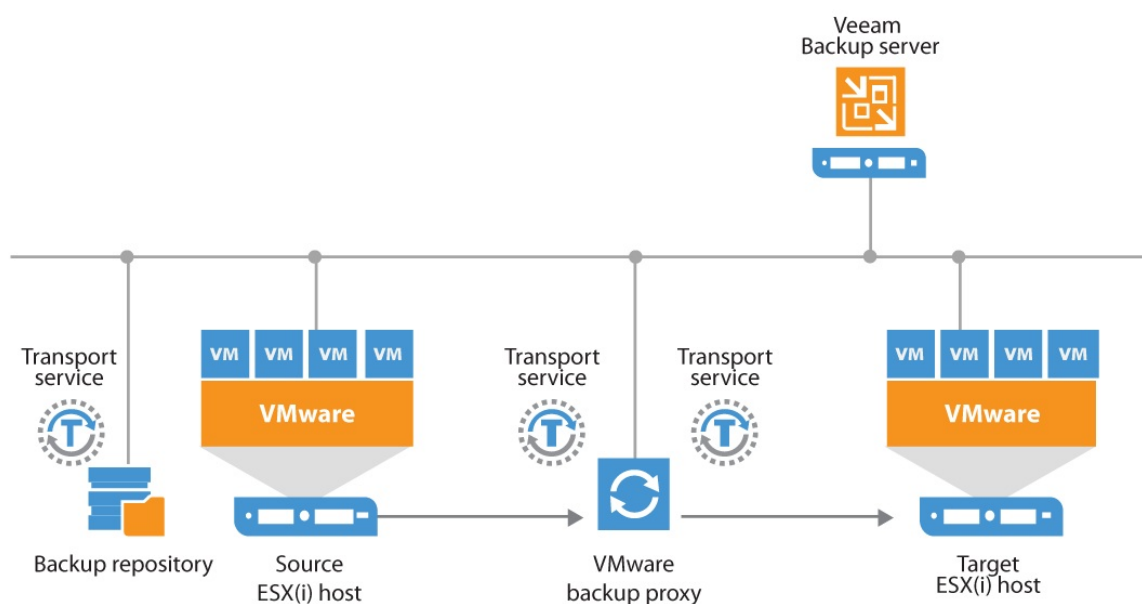 Veeam
Backup server
VM VM VM VM
VM VM VM VM
Transport
service
Transport
service
Transport
service
VMware
VMware
T
T
T
Backup repository
Source
ESX(i) host
VMware
backup proxy
Target
ESX(i) host